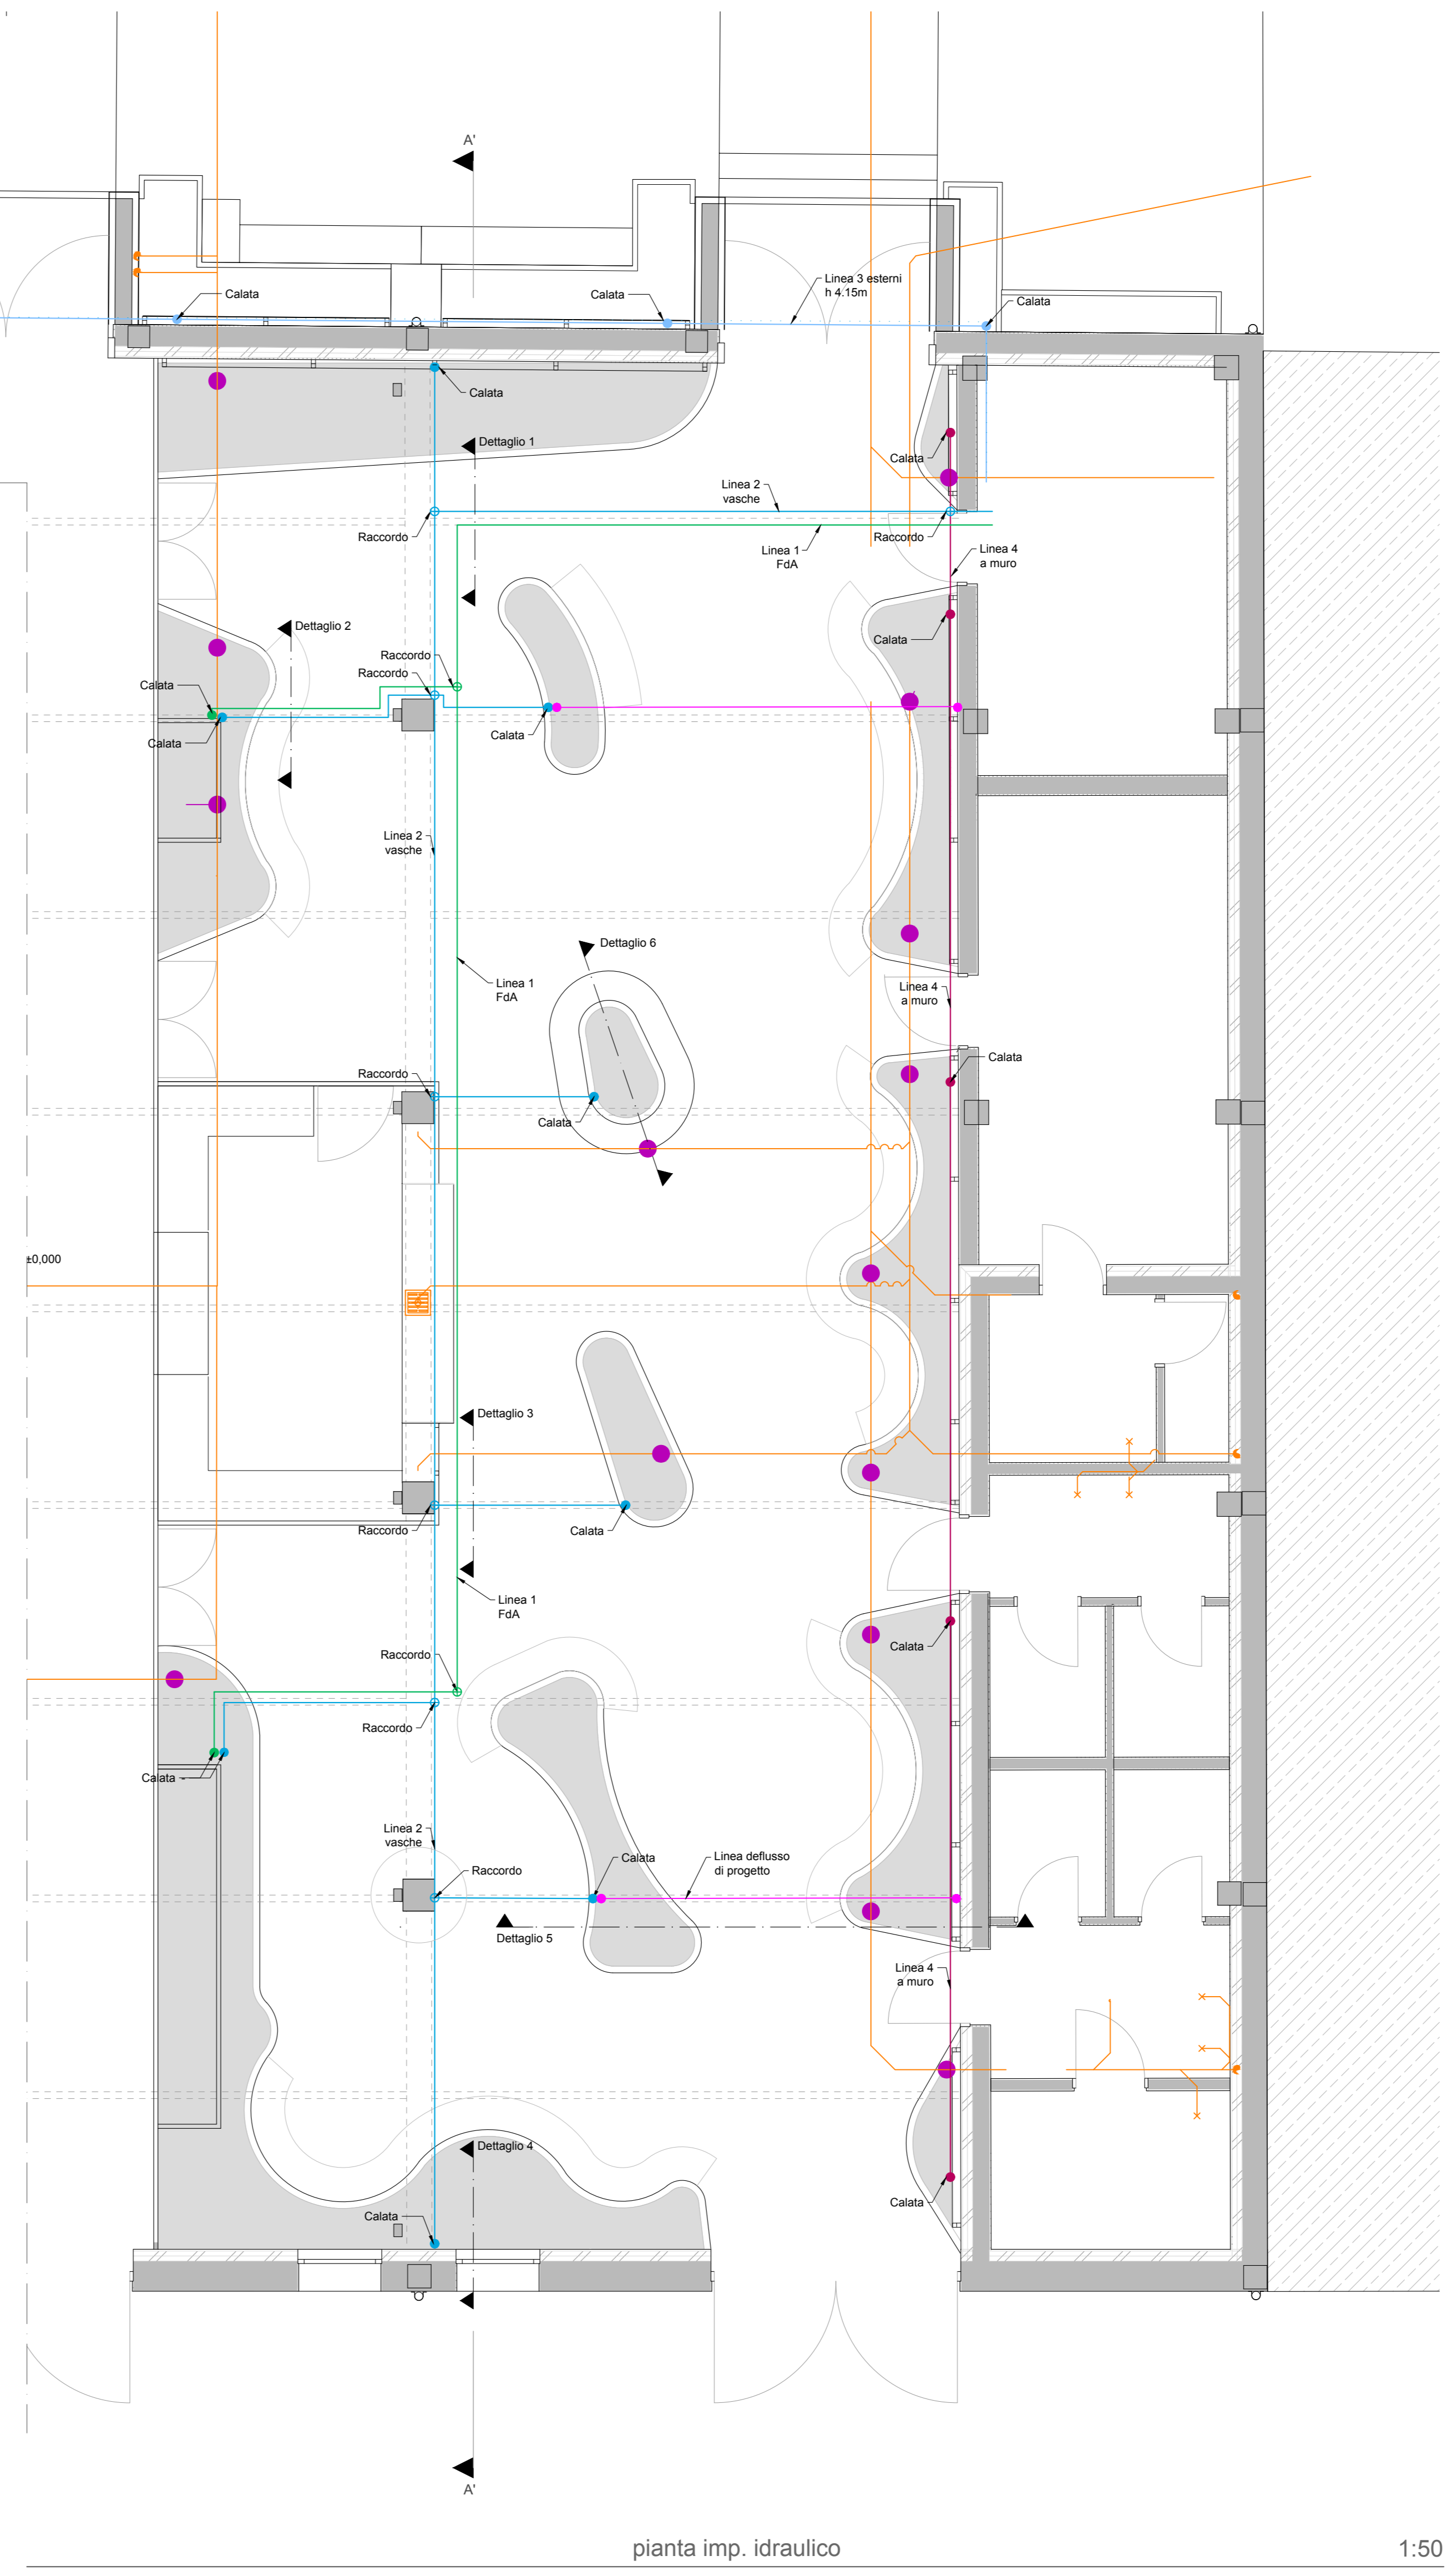 A'
Linea 3 esterni
h 4.15m
Calata
Calata
Calata
Calata
Dettaglio 1
Calata
Linea 2
vasche
Raccordo
Raccordo
Linea 1
FdA
Linea 4
a muro
Dettaglio 2
Calata
Raccordo
Raccordo
Calata
Calata
Calata
Linea 2
vasche
Dettaglio 6
Linea 1
FdA
Linea 4
a muro
Calata
Raccordo
Calata
±0,000
Dettaglio 3
Raccordo
Calata
Linea 1
FdA
Calata
Raccordo
Raccordo
Calata
Linea 2
vasche
Calata
Linea deflusso
di progetto
Raccordo
Dettaglio 5
Linea 4
a muro
Dettaglio 4
Calata
Calata
A'
pianta imp. idraulico
1:50